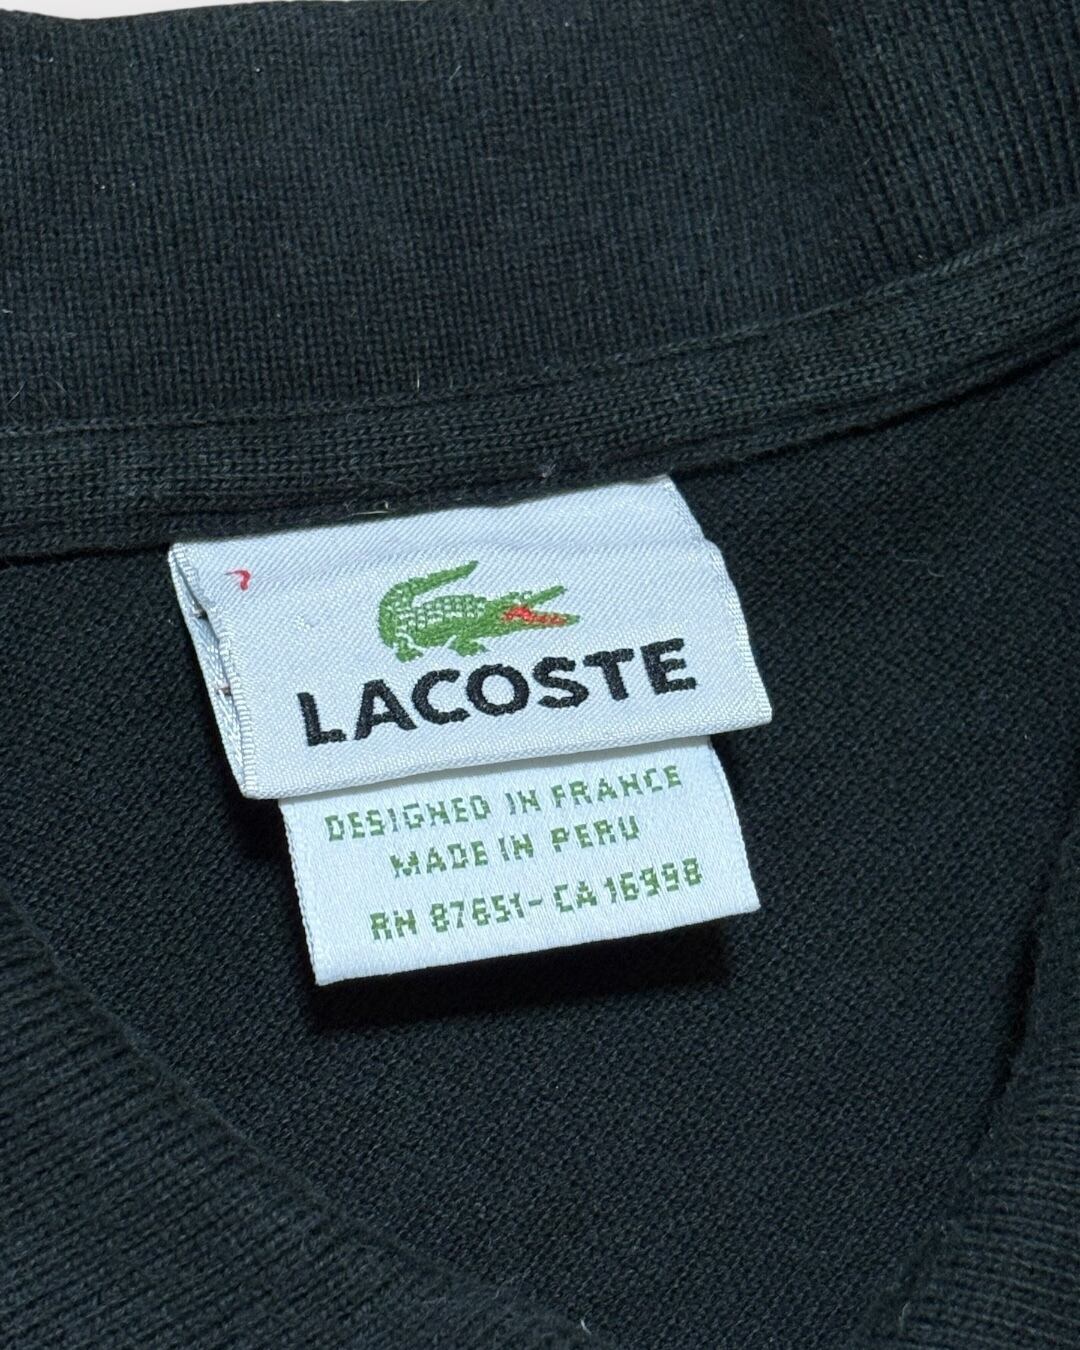 LACOSTE
DESIGNED IN FRANCE
MADE IN PERU
RN 87651-CA 16998